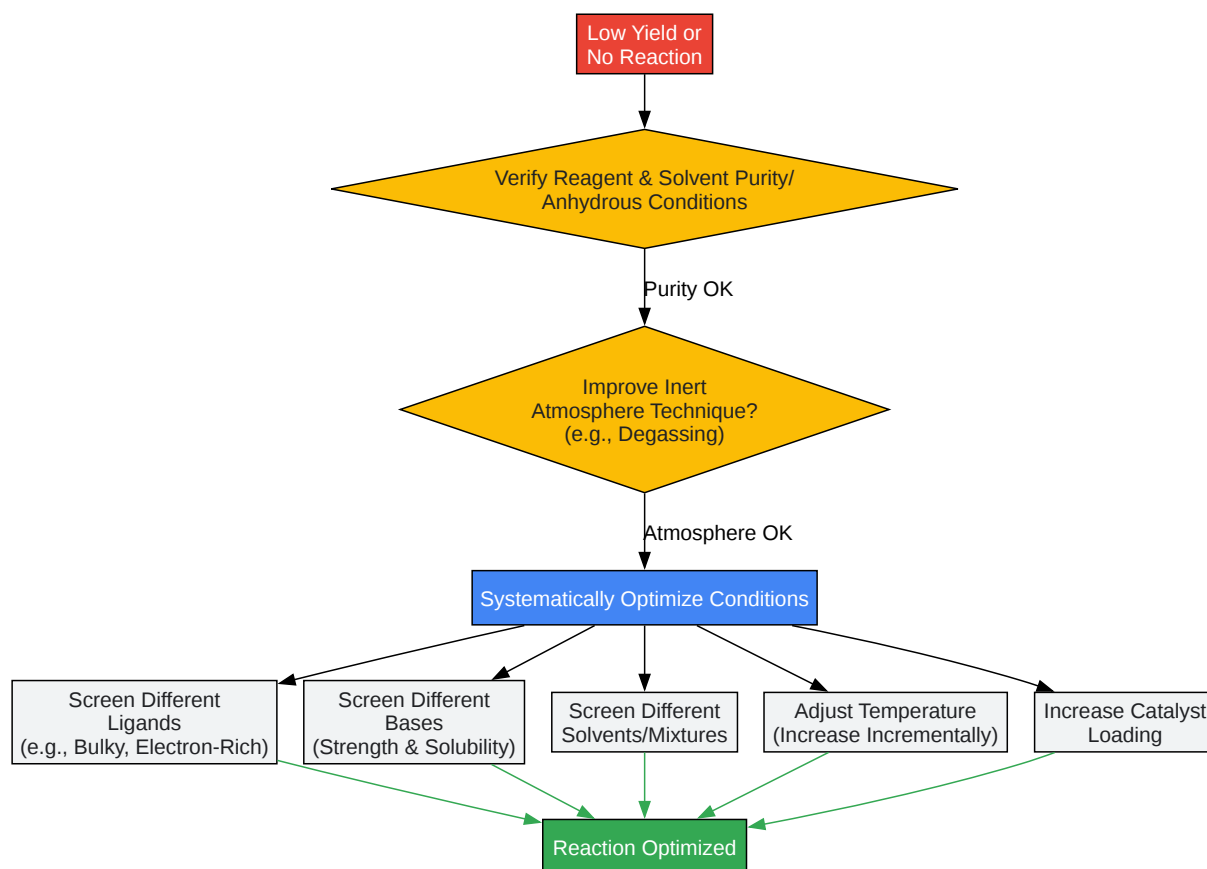 Low Yield or
No Reaction
Verify Reagent & Solvent Purity/
Anhydrous Conditions
Purity OK
Improve Inert
Atmosphere Technique?
(e.g., Degassing)
Atmosphere OK
Systematically Optimize Conditions
Screen Different
Ligands
(e.g., Bulky, Electron-Rich)
Screen Different
Bases
(Strength & Solubility)
Screen Different
Solvents/Mixtures
Adjust Temperature
(Increase Incrementally)
Increase Catalyst
Loading
Reaction Optimized